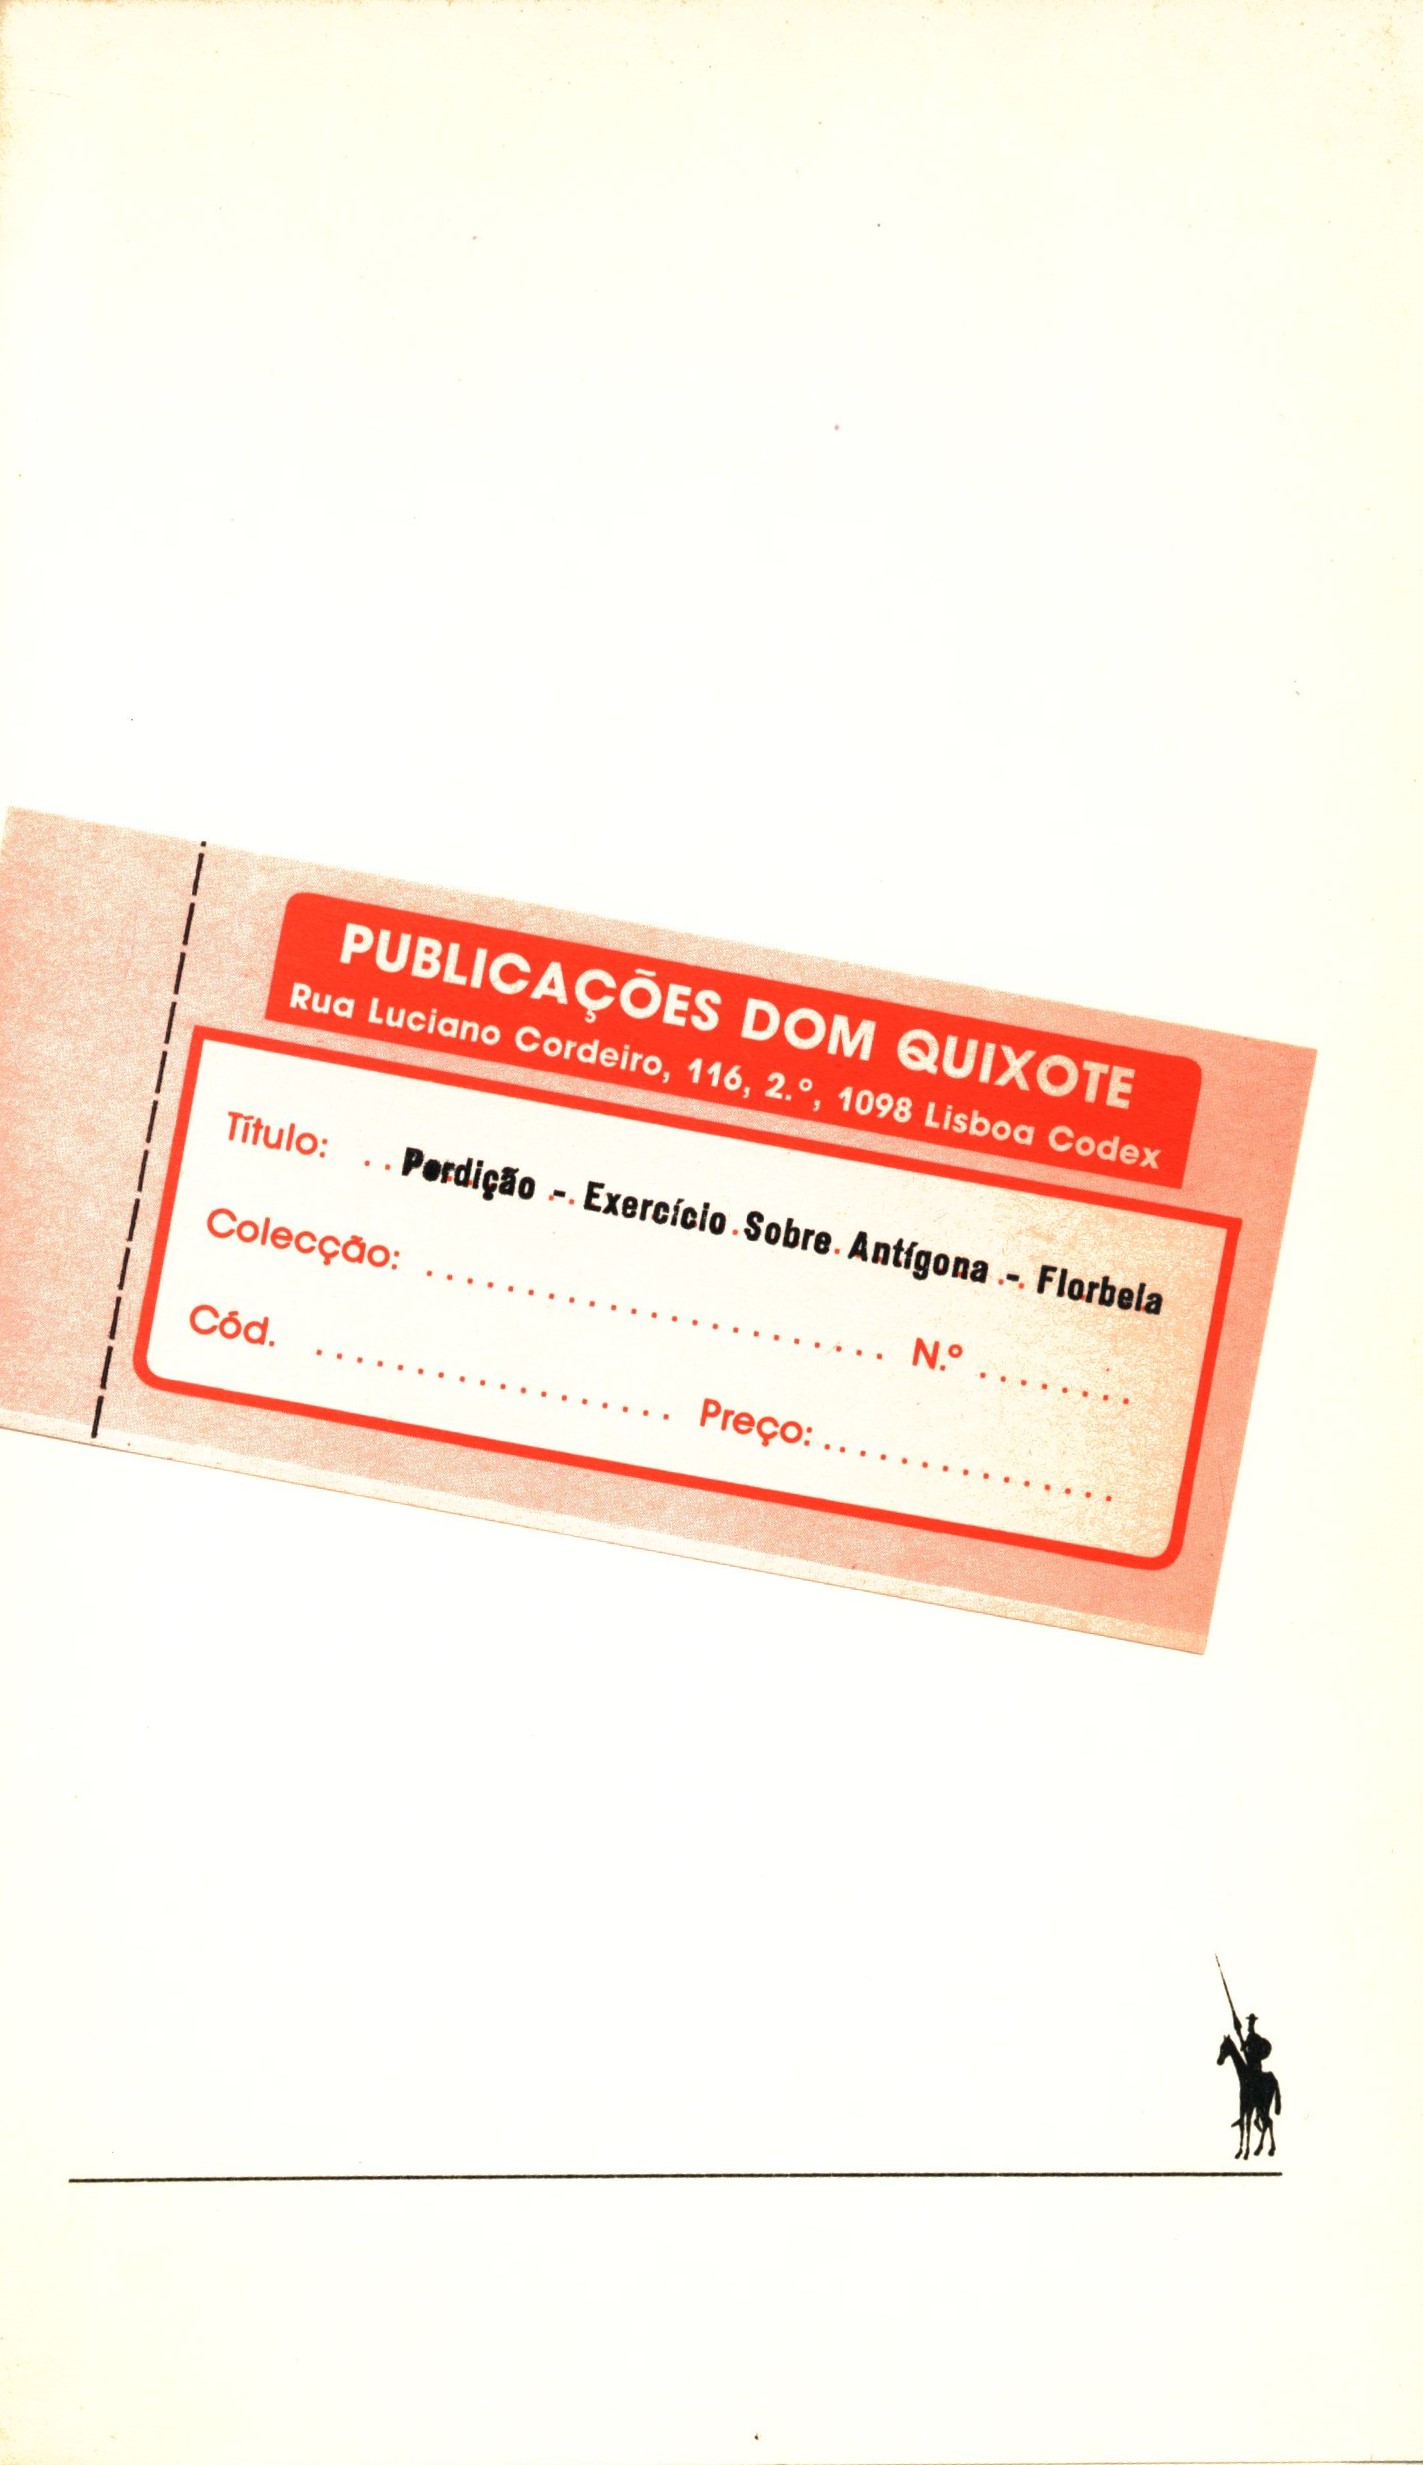 PUBLICAÇÕES DOM QUIXOTE
Rua Luciano Cordeiro, 116, 2.º, 1098 Lisboa Codex
Título: .. Perdição - Exercício Sobre Antígona - Florbela
Colecção: .................................. N.º .........
Cód. .................... Preço: .................